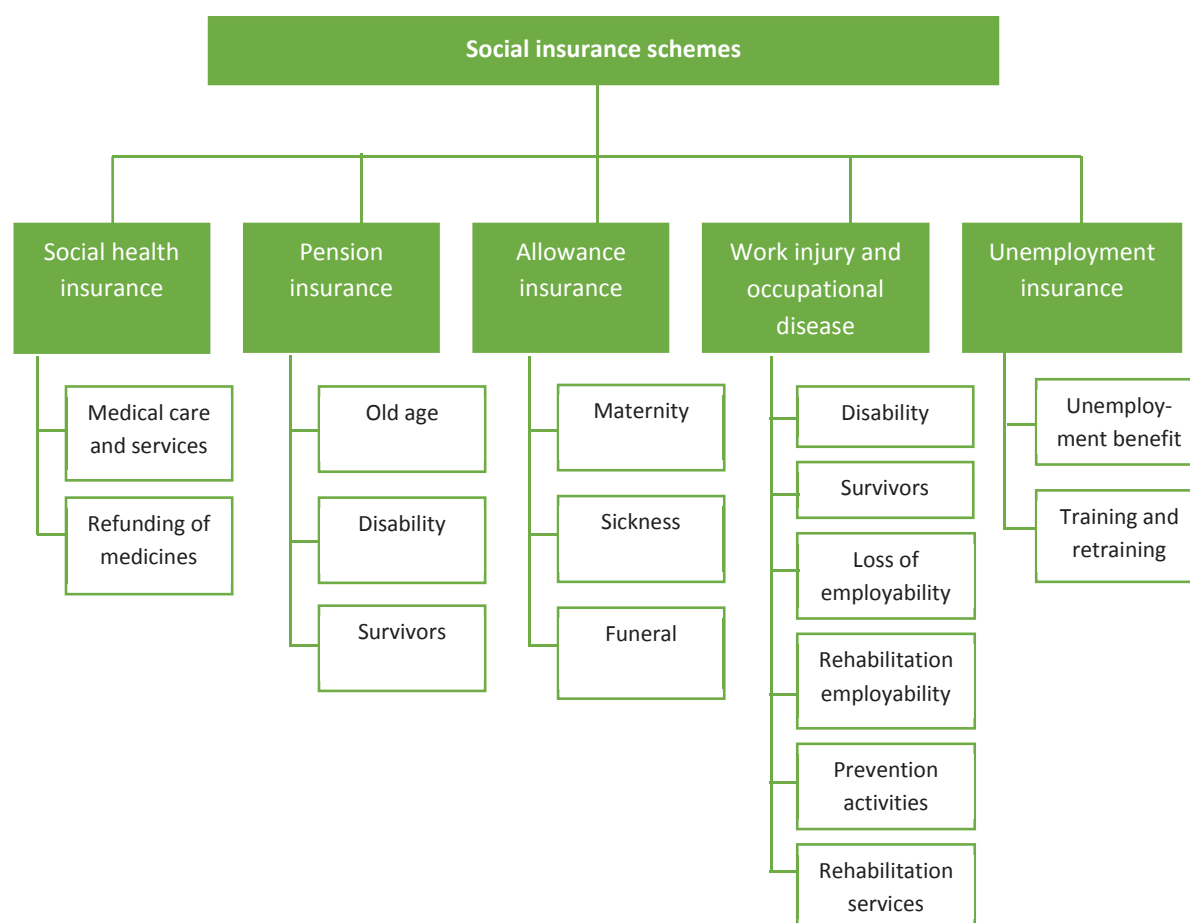 Social insurance schemes
Social health
insurance
Pension
insurance
Allowance
insurance
Work injury and
occupational
disease
Unemployment
insurance
Medical care
and services
Refunding of
medicines
Old age
Disability
Survivors
Maternity
Sickness
Funeral
Disability
Survivors
Loss of
employability
Rehabilitation
employability
Prevention
activities
Rehabilitation
services
Unemploy-
ment benefit
Training and
retraining